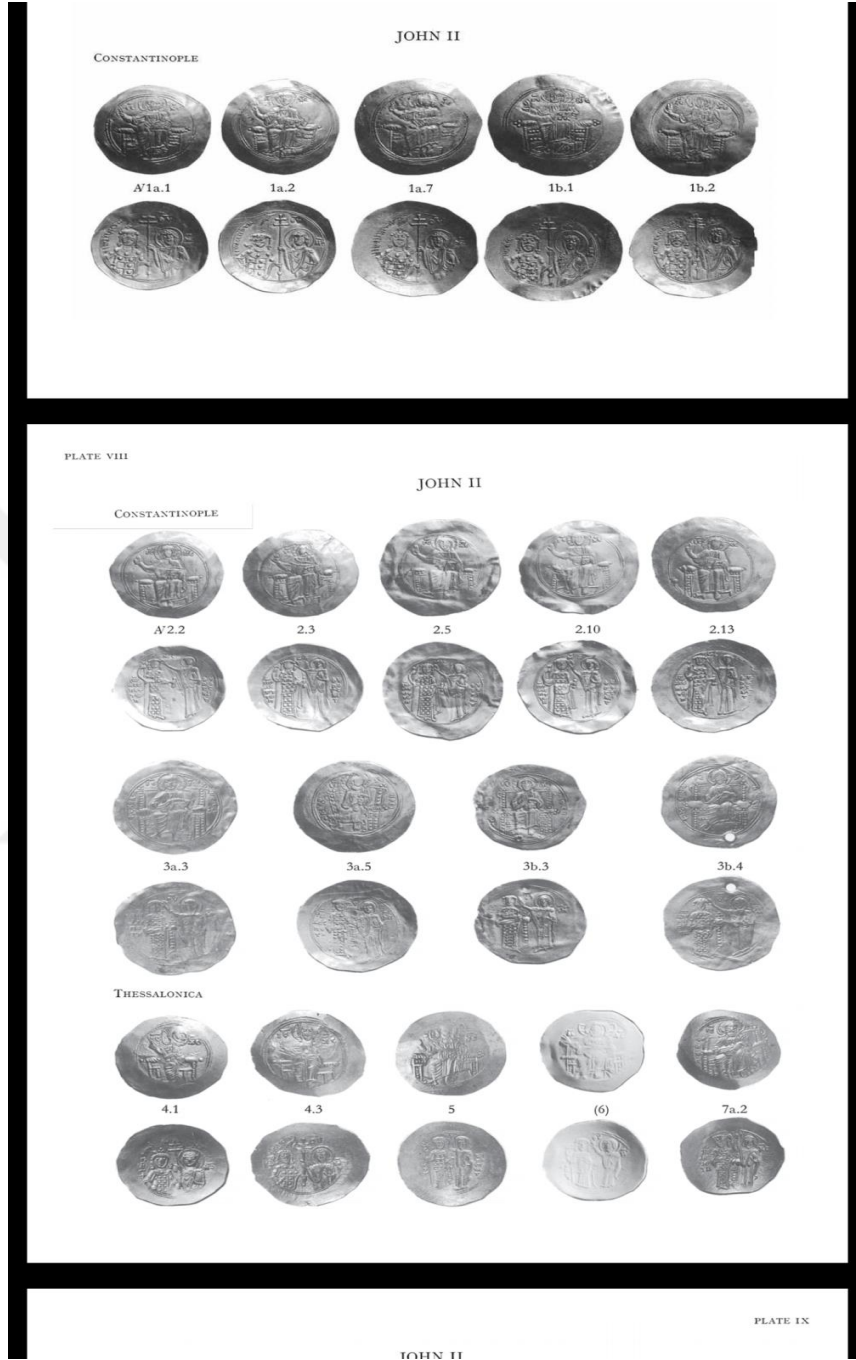 JOHN II
CONSTANTINOPLE
AV 1a.1 1a.2 1a.7 1b.1 1b.2
PLATE VIII
JOHN II
CONSTANTINOPLE
AV 2.2 2.3 2.5 2.10 2.13
3a.3 3a.5 3b.3 3b.4
THESSALONICA
4.1 4.3 5 (6) 7a.2
PLATE IX
JOHN II